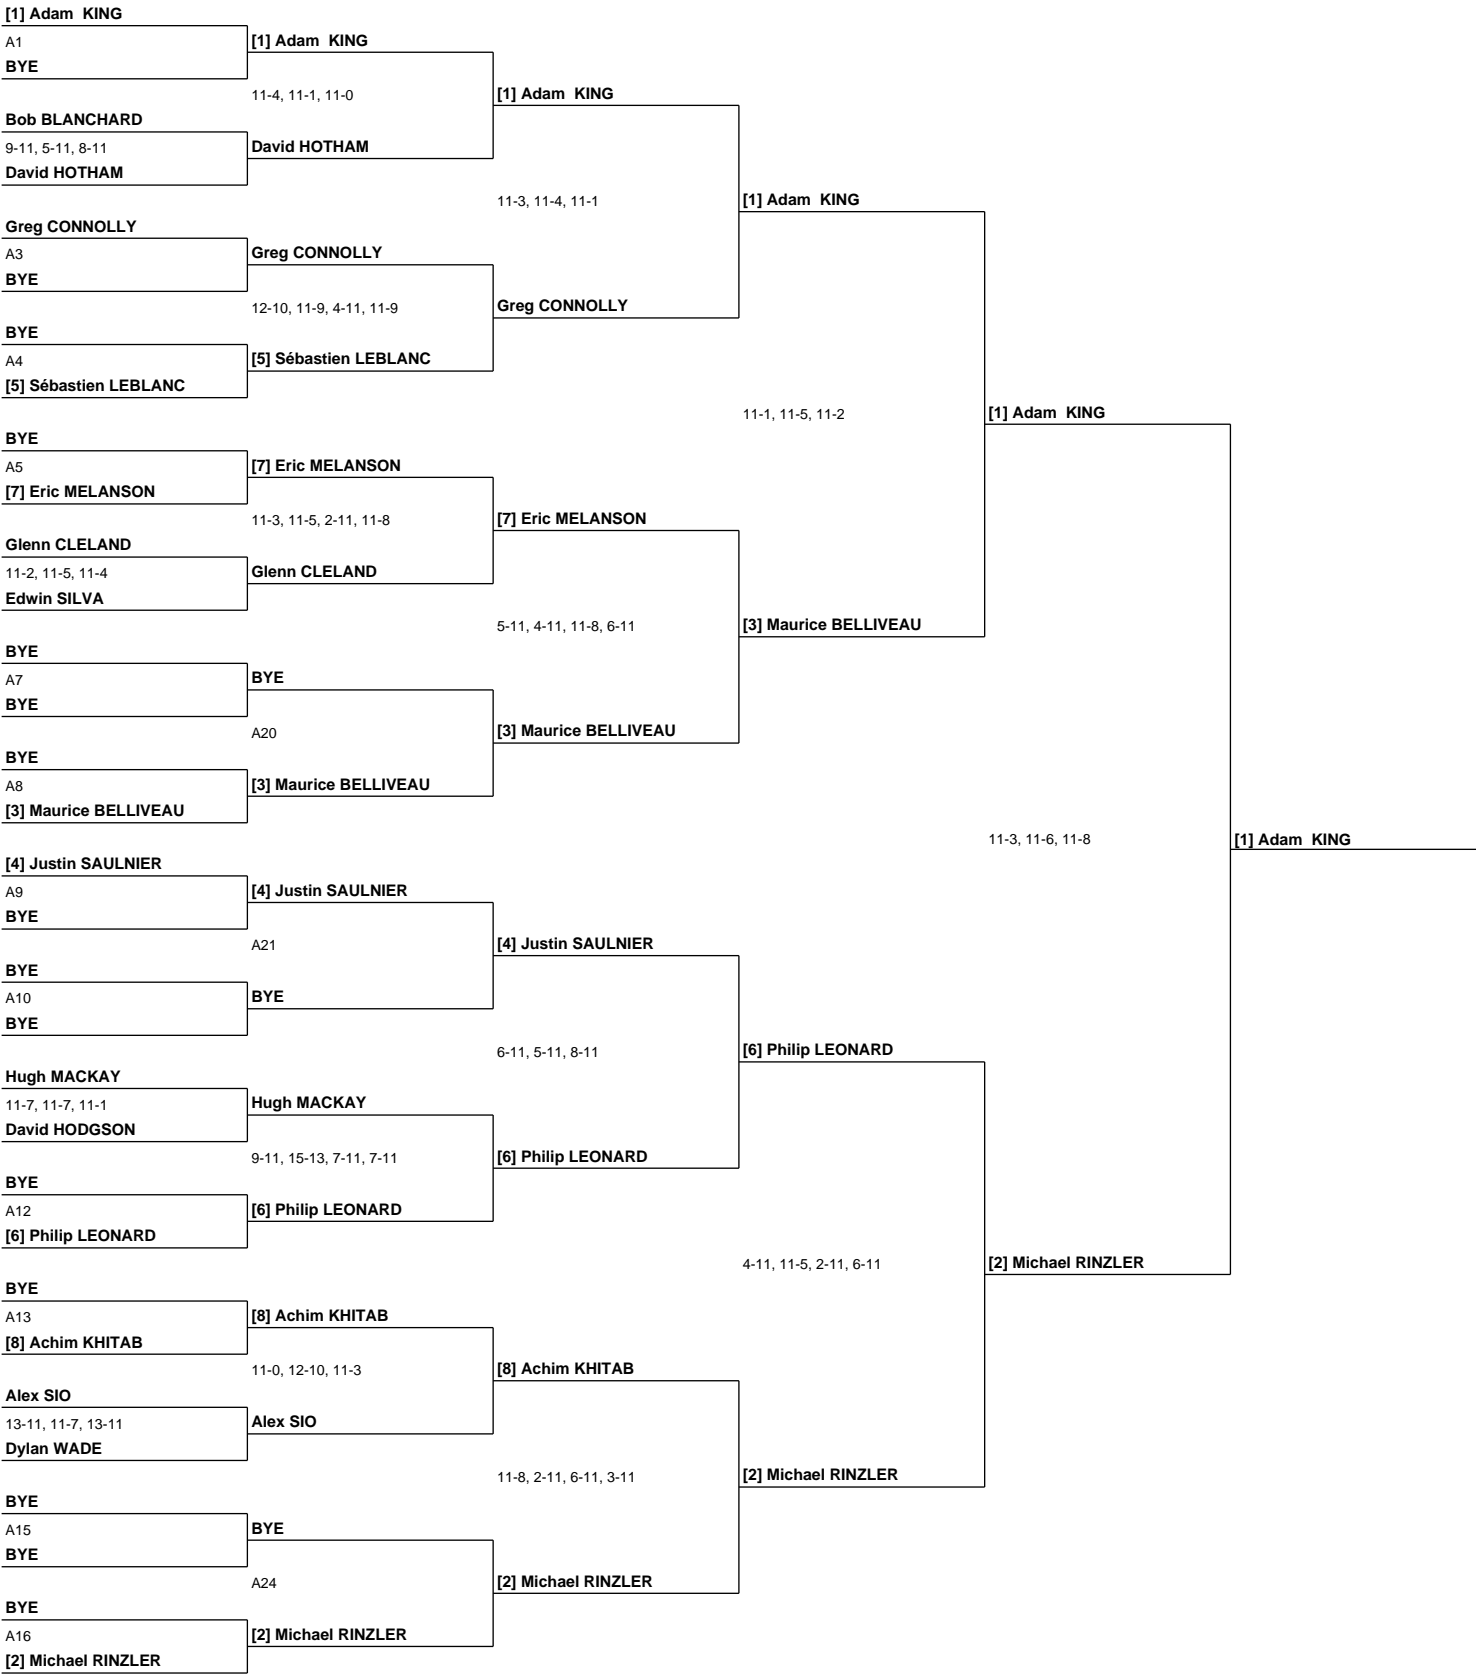 [1] Adam  KING
A1
BYE
Bob BLANCHARD
9-11, 5-11, 8-11
David HOTHAM
Greg CONNOLLY
A3
BYE
BYE
A4
[5] Sébastien LEBLANC
BYE
A5
[7] Eric MELANSON
Glenn CLELAND
11-2, 11-5, 11-4
Edwin SILVA
BYE
A7
BYE
BYE
A8
[3] Maurice BELLIVEAU
[4] Justin SAULNIER
A9
BYE
BYE
A10
BYE
Hugh MACKAY
11-7, 11-7, 11-1
David HODGSON
BYE
A12
[6] Philip LEONARD
BYE
A13
[8] Achim KHITAB
Alex SIO
13-11, 11-7, 13-11
Dylan WADE
BYE
A15
BYE
BYE
A16
[2] Michael RINZLER
[1] Adam  KING
11-4, 11-1, 11-0
David HOTHAM
Greg CONNOLLY
12-10, 11-9, 4-11, 11-9
[5] Sébastien LEBLANC
[7] Eric MELANSON
11-3, 11-5, 2-11, 11-8
Glenn CLELAND
BYE
A20
[3] Maurice BELLIVEAU
[4] Justin SAULNIER
A21
BYE
Hugh MACKAY
9-11, 15-13, 7-11, 7-11
[6] Philip LEONARD
[8] Achim KHITAB
11-0, 12-10, 11-3
Alex SIO
BYE
A24
[2] Michael RINZLER
[1] Adam  KING
11-3, 11-4, 11-1
Greg CONNOLLY
[7] Eric MELANSON
5-11, 4-11, 11-8, 6-11
[3] Maurice BELLIVEAU
[4] Justin SAULNIER
6-11, 5-11, 8-11
[6] Philip LEONARD
[8] Achim KHITAB
11-8, 2-11, 6-11, 3-11
[2] Michael RINZLER
[1] Adam  KING
11-1, 11-5, 11-2
[3] Maurice BELLIVEAU
[6] Philip LEONARD
4-11, 11-5, 2-11, 6-11
[2] Michael RINZLER
[1] Adam  KING
11-3, 11-6, 11-8
[2] Michael RINZLER
[1] Adam  KING